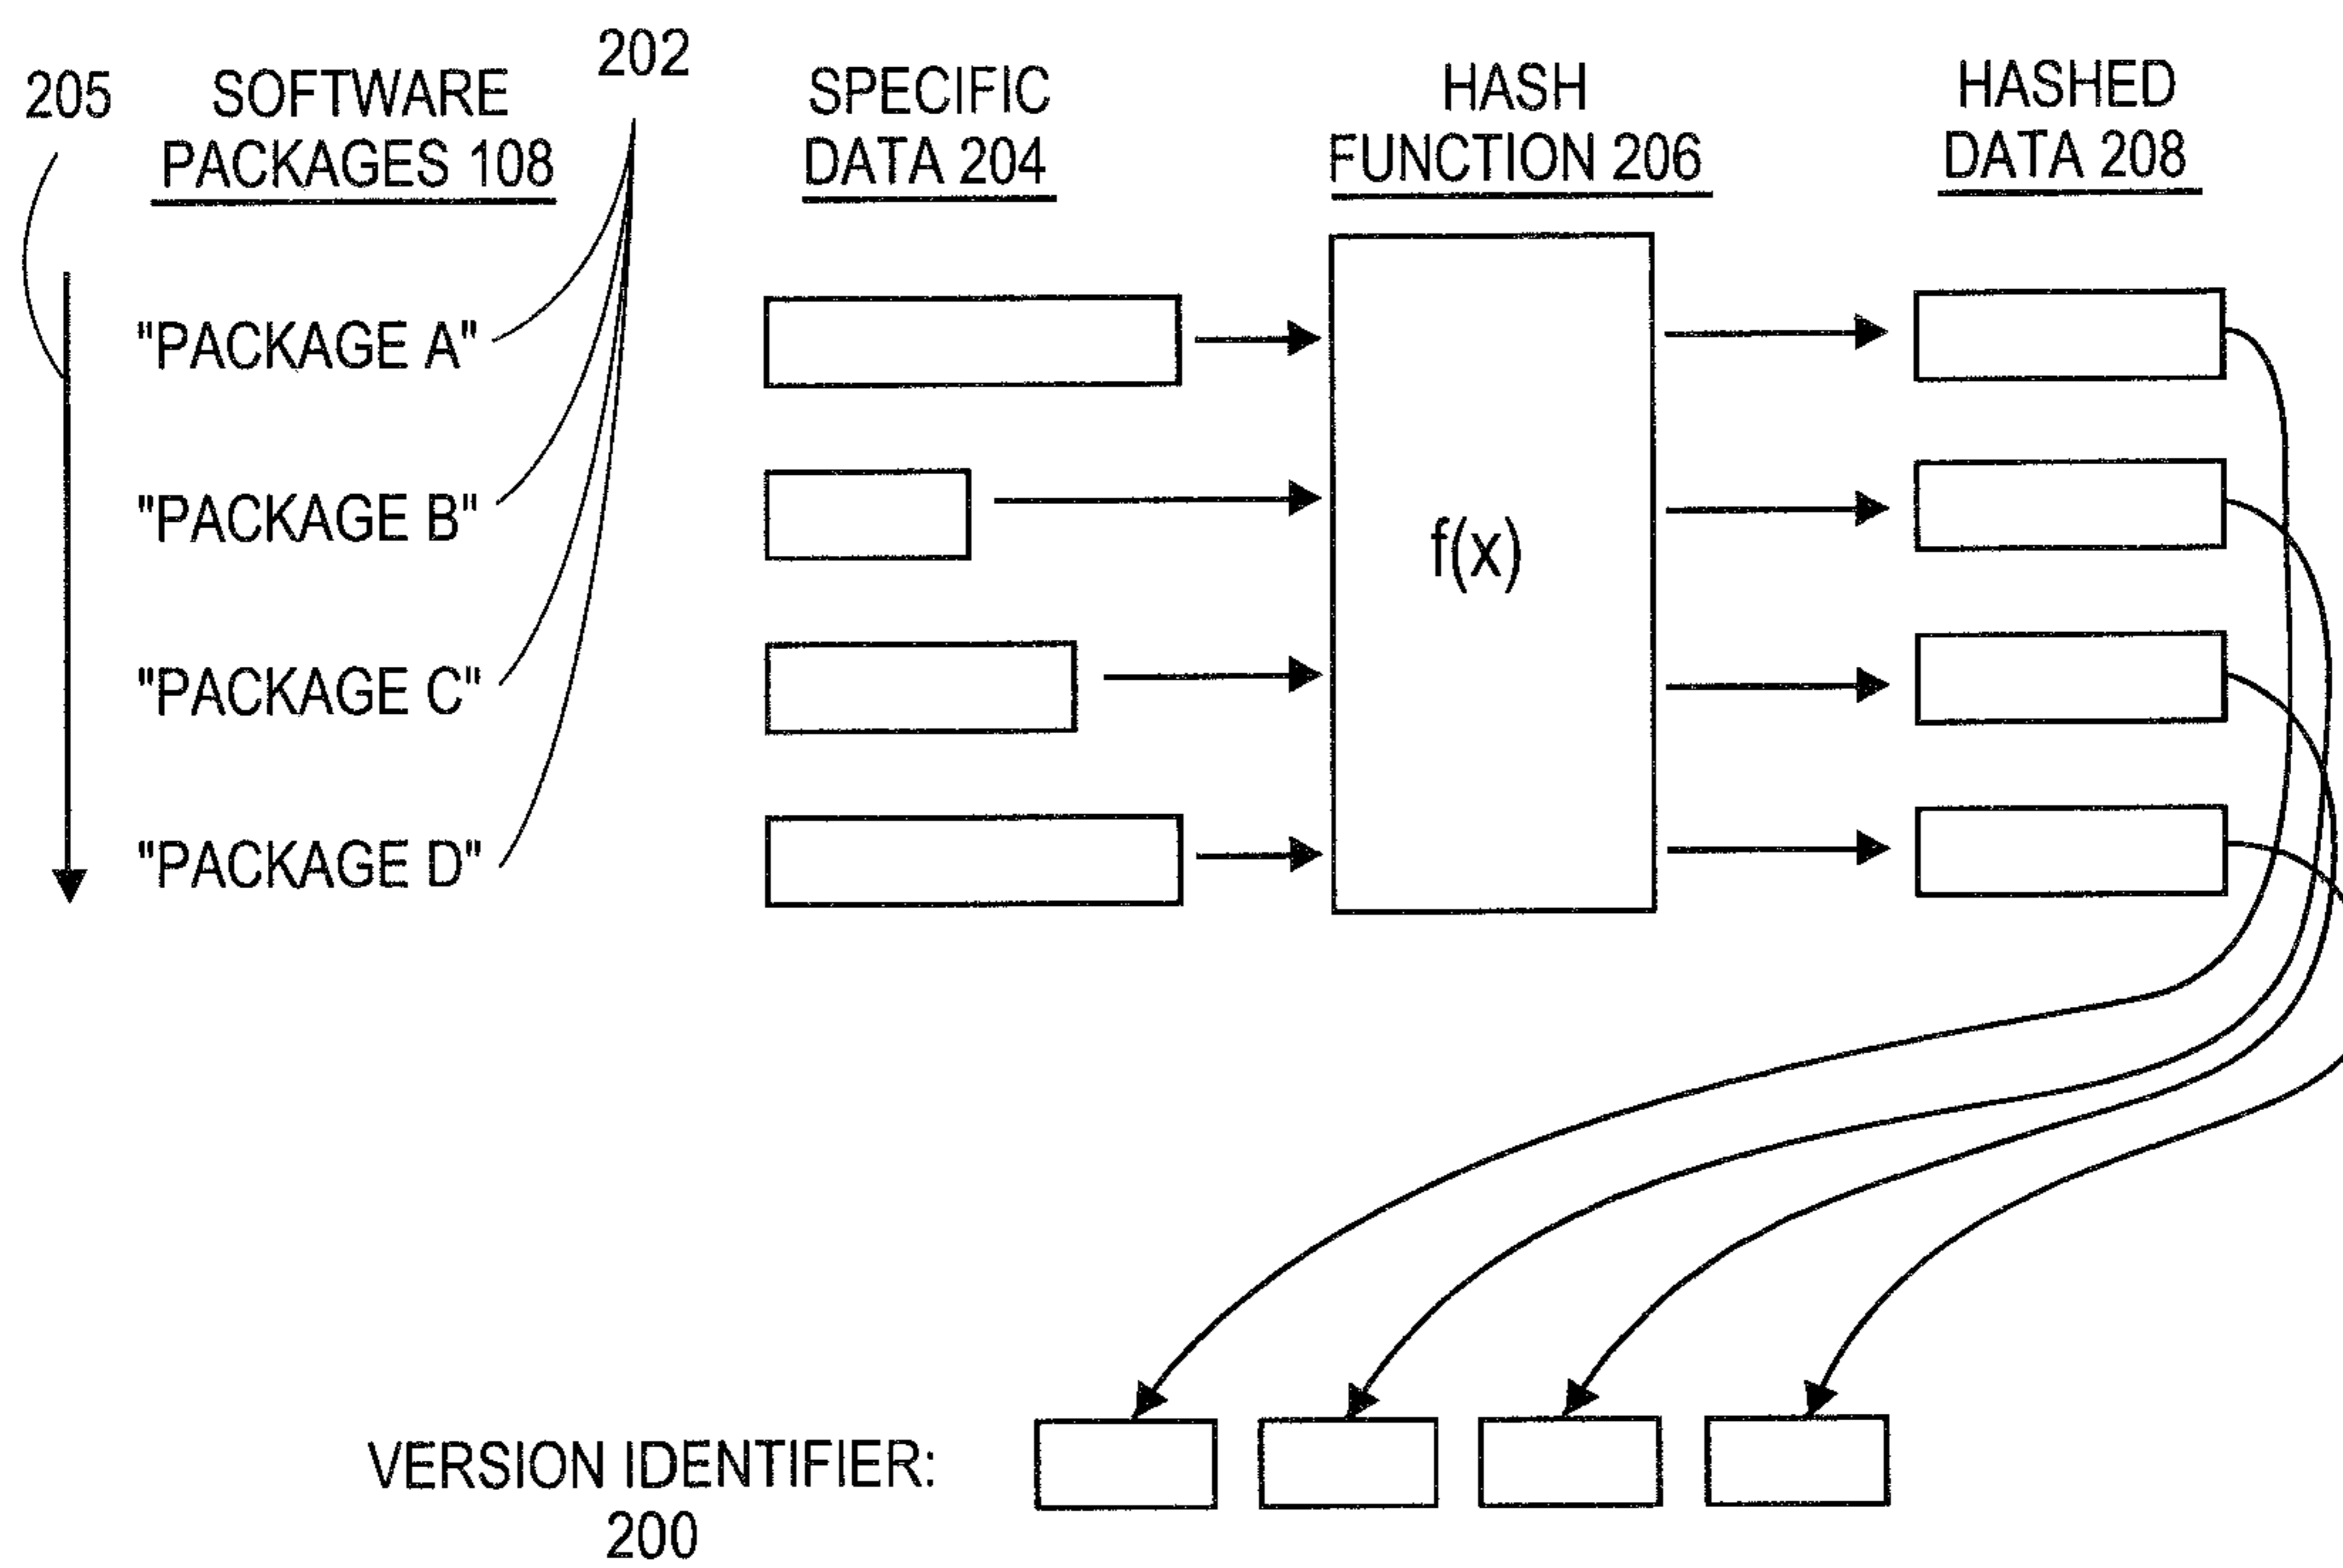 205
SOFTWARE
PACKAGES 108
202
SPECIFIC
DATA 204
HASH
FUNCTION 206
HASHED
DATA 208
"PACKAGE A"
"PACKAGE B"
"PACKAGE C"
"PACKAGE D"
f(x)
VERSION IDENTIFIER:
200